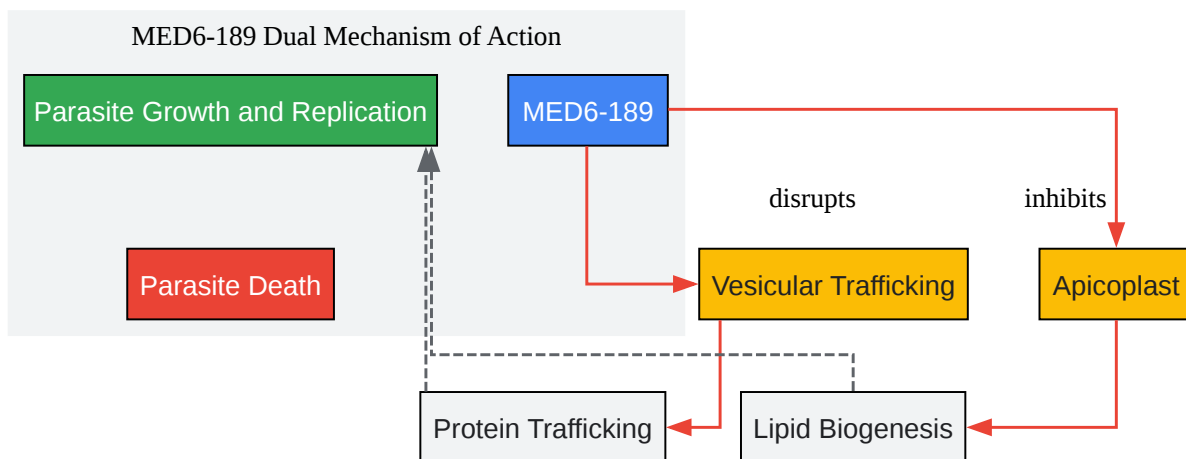 MED6-189 Dual Mechanism of Action
Parasite Growth and Replication
MED6-189
disrupts
inhibits
Parasite Death
Vesicular Trafficking
Apicoplast
Protein Trafficking
Lipid Biogenesis